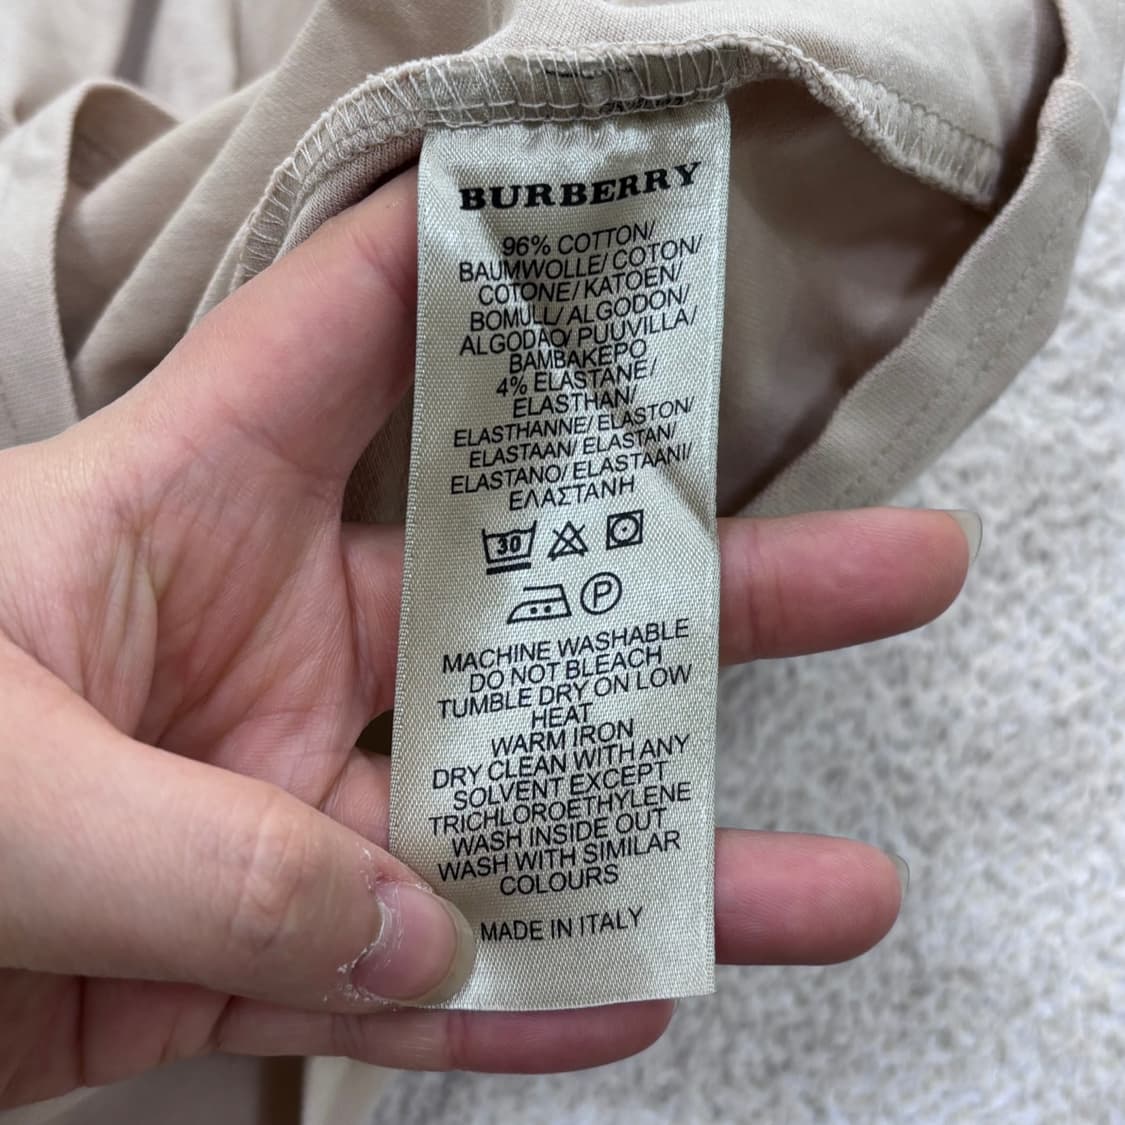 BURBERRY
96% COTTON/
BAUMWOLLE/COTON/
COTONE/KATOEN/
BOMULL/ALGODON/
ALGODAO/PUUVILLA/
BAMBAKEPO
4% ELASTANE/
ELASTHAN/
ELASTHANNE/ELASTON/
ELASTAAN/ELASTAN/
ELASTANO/ELASTAANI/
ΕΛΑΣΤΑΝΗ
30
P
MACHINE WASHABLE
DO NOT BLEACH
TUMBLE DRY ON LOW
HEAT
WARM IRON
DRY CLEAN WITH ANY
SOLVENT EXCEPT
TRICHLOROETHYLENE
WASH INSIDE OUT
WASH WITH SIMILAR
COLOURS
MADE IN ITALY